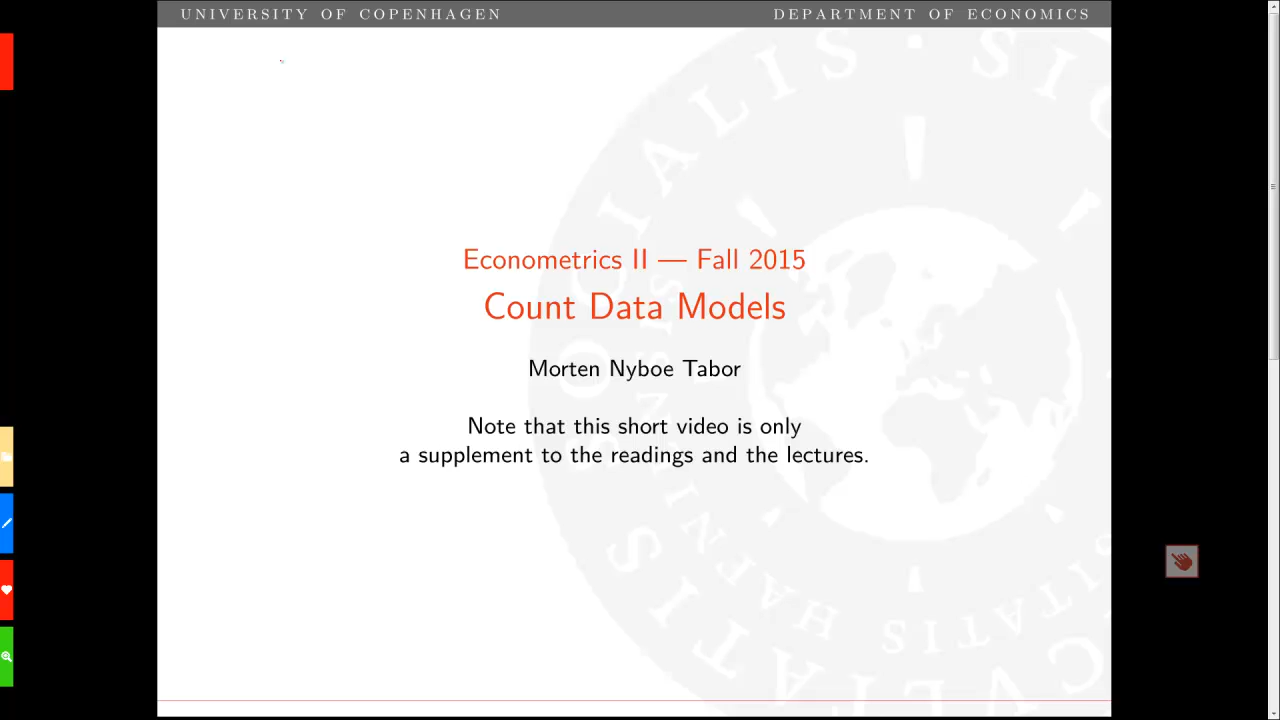 UNIVERSITY OF COPENHAGEN
DEPARTMENT OF ECONOMICS
Econometrics II — Fall 2015
Count Data Models
Morten Nyboe Tabor
Note that this short video is only
a supplement to the readings and the lectures.